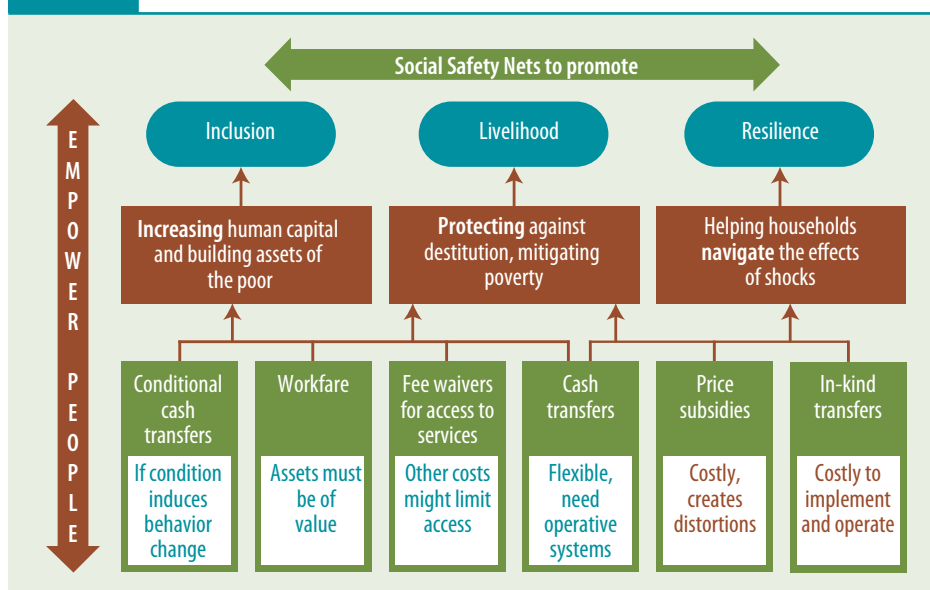 Social Safety Nets to promote
E
M
P
O
W
E
R
P
E
O
P
L
E
Inclusion
Livelihood
Resilience
Increasing human capital
and building assets of
the poor
Protecting against
destitution, mitigating
poverty
Helping households
navigate the effects
of shocks
Conditional
cash
transfers
If condition
induces
behavior
change
Workfare
Assets must
be of
value
Fee waivers
for access to
services
Other costs
might limit
access
Cash
transfers
Flexible,
need
operative
systems
Price
subsidies
Costly,
creates
distortions
In-kind
transfers
Costly to
implement
and operate